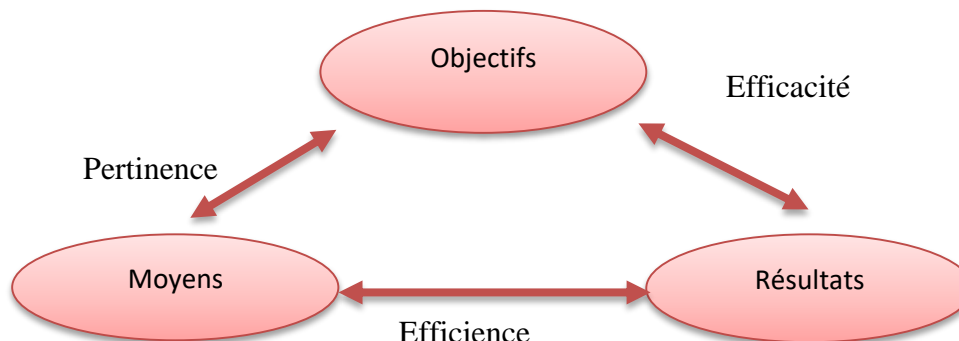 Objectifs
Efficacité
Pertinence
Moyens
Résultats
Efficience